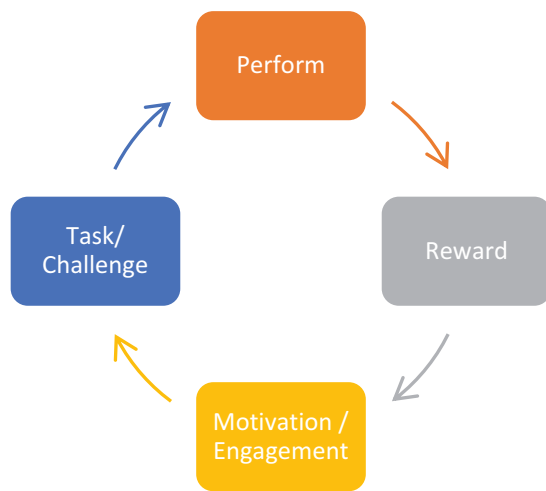 Perform
Task/
Challenge
Reward
Motivation /
Engagement